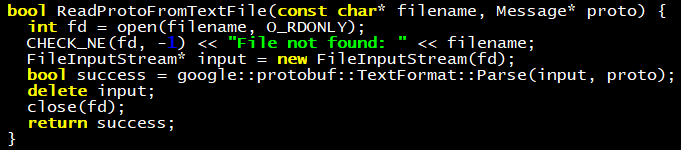 bool ReadProtoFromTextFile(const char* filename, Message* proto) {
  int fd = open(filename, O_RDONLY);
  CHECK_NE(fd, -1) << "File not found: " << filename;
  FileInputStream* input = new FileInputStream(fd);
  bool success = google::protobuf::TextFormat::Parse(input, proto);
  delete input;
  close(fd);
  return success;
}